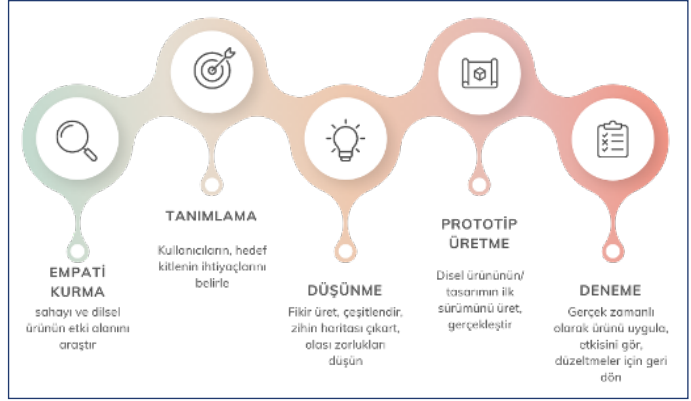 EMPATİ
KURMA
sahayı ve dilsel
ürünün etki alanını
araştır
TANIMLAMA
Kullanıcıların, hedef
kitlenin ihtiyaçlarını
belirle
DÜŞÜNME
Fikir üret, çeşitlendir,
zihin haritası çıkart,
olası zorlukları
düşün
PROTOTİP
ÜRETME
Disel ürününün/
tasarımın ilk
sürümünü üret,
gerçekleştir
DENEME
Gerçek zamanlı
olarak ürünü uygula,
etkisini gör,
düzeltmeler için geri
dön